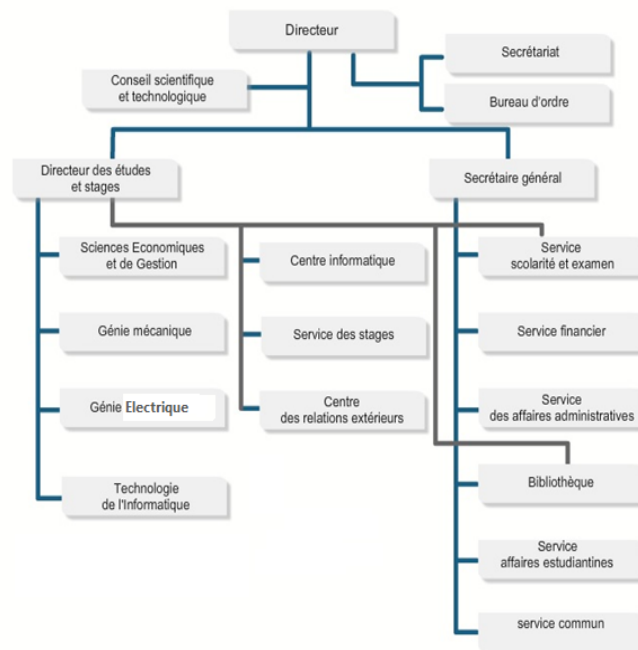 Directeur
Secrétariat
Conseil scientifique
et technologique
Bureau d'ordre
Directeur des études
et stages
Secrétaire général
Sciences Economiques
et de Gestion
Centre informatique
Service
scolarité et examen
Génie mécanique
Service des stages
Service financier
Génie Electrique
Centre
des relations extérieurs
Service
des affaires administratives
Technologie
de l'Informatique
Bibliothèque
Service
affaires estudiantines
service commun